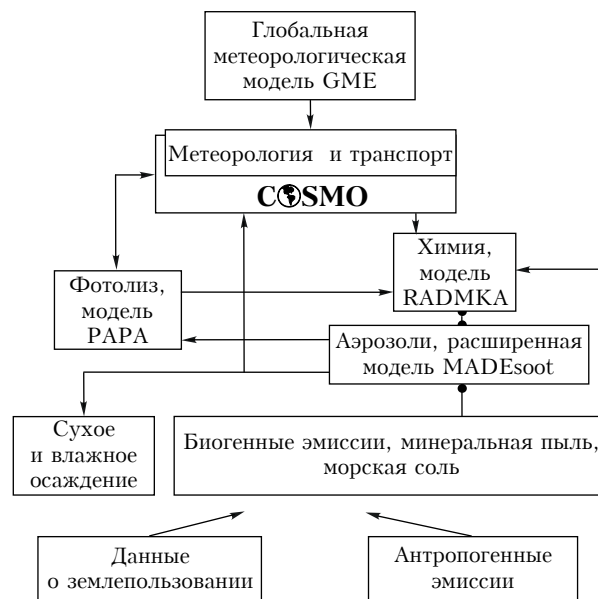 Глобальная
метеорологическая
модель GME
Метеорология и транспорт
COSMO
Химия,
модель
RADMKA
Фотолиз,
модель
PAPA
Аэрозоли, расширенная
модель MADEsoot
Сухое
и влажное
осаждение
Биогенные эмиссии, минеральная пыль,
морская соль
Данные
о землепользовании
Антропогенные
эмиссии